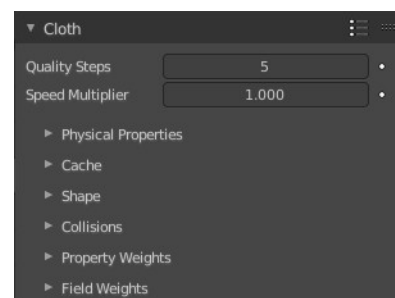 Cloth
Quality Steps 5
Speed Multiplier 1.000
Physical Properties
Cache
Shape
Collisions
Property Weights
Field Weights